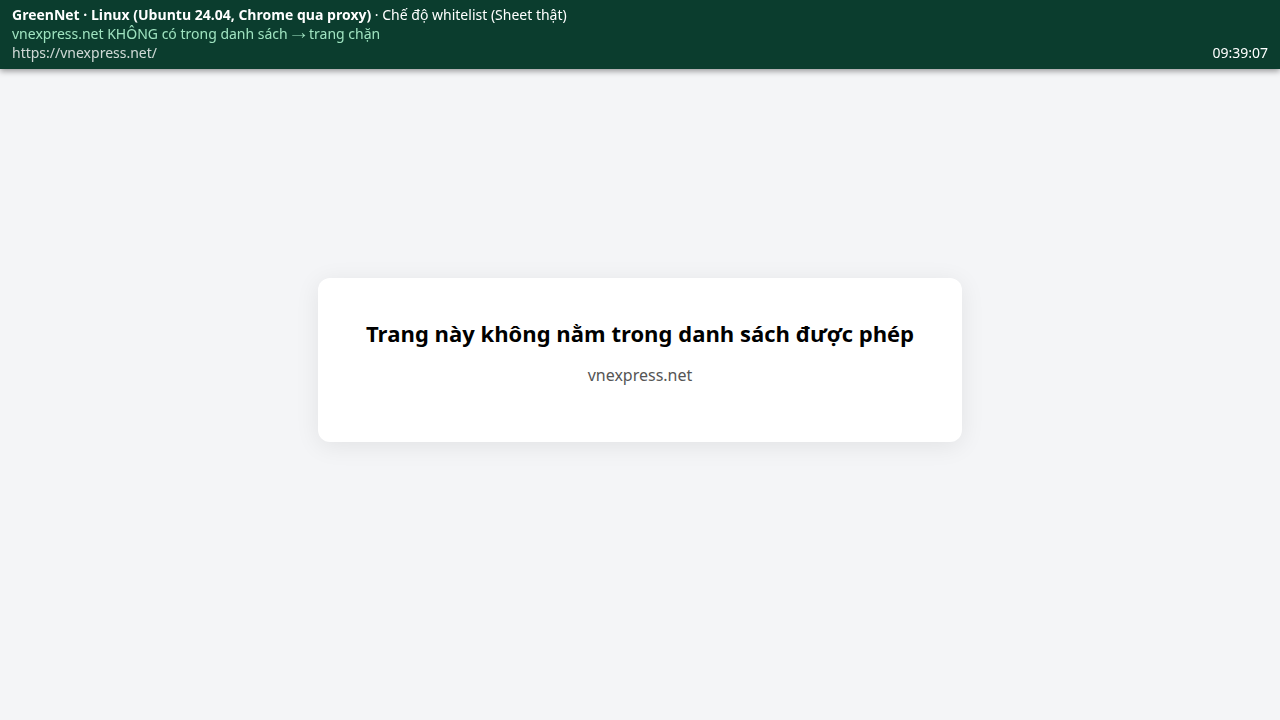 GreenNet · Linux (Ubuntu 24.04, Chrome qua proxy) · Chế độ whitelist (Sheet thật)
vnexpress.net KHÔNG có trong danh sách → trang chặn
https://vnexpress.net/
09:39:07
Trang này không nằm trong danh sách được phép
vnexpress.net